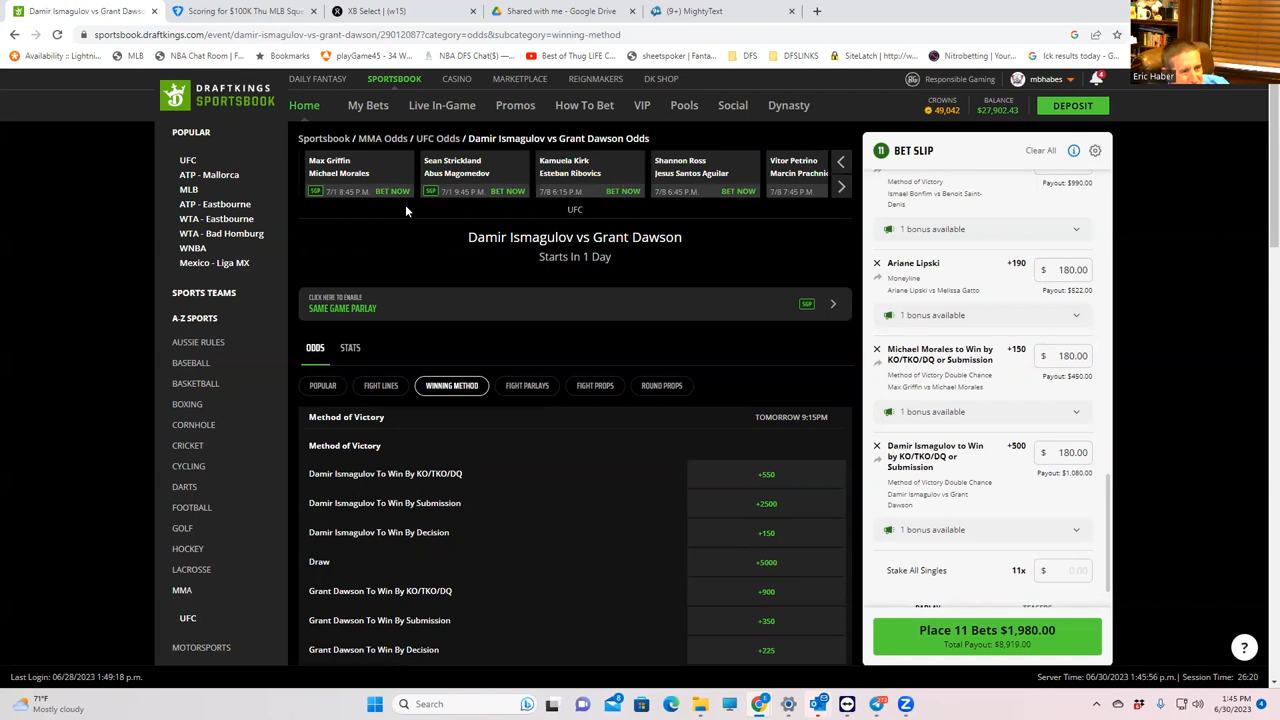 Damir Ismagulov vs Grant Dawson
Scoring for $100K Thu MLB Sque
XB Select | (w15)
Shared with me - Google Drive
(9+) MightyText
sportsbook.draftkings.com/event/damir-ismagulov-vs-grant-dawson/29012087?category=odds&subcategory=winning-method
Availability :: Lightni...
MLB
NBA Chat Room | Fa...
Bookmarks
playgme345 - 34 W...
NBA DFS Chat(s)
Best of Thug LIFE C...
sheetspoker
DFS
DFSLINKS
SiteLatch | http://w...
Nitrobetting | Your...
lck results today - G...
Eric Haber
DRAFTKINGS
SPORTSBOOK
DAILY FANTASY
SPORTSBOOK
CASINO
MARKETPLACE
REIGNMAKERS
DK SHOP
Responsible Gaming
mbhabes
4
Home
My Bets
Live In-Game
Promos
How To Bet
VIP
Pools
Social
Dynasty
CROWNS
49,042
BALANCE
$27,902.43
DEPOSIT
POPULAR
UFC
ATP - Mallorca
MLB
ATP - Eastbourne
WTA - Eastbourne
WTA - Bad Homburg
WNBA
Mexico - Liga MX
SPORTS TEAMS
A-Z SPORTS
AUSSIE RULES
BASEBALL
BASKETBALL
BOXING
CORNHOLE
CRICKET
CYCLING
DARTS
FOOTBALL
GOLF
HOCKEY
LACROSSE
MMA
UFC
MOTORSPORTS
Sportsbook / MMA Odds / UFC Odds / Damir Ismagulov vs Grant Dawson Odds
Max Griffin
Michael Morales
SGP 7/1 9:15 P.M. BET NOW
Sean Strickland
Abus Magomedov
SGP 7/1 9:45 P.M. BET NOW
Kamuela Kirk
Esteban Ribovics
7/8 6:15 P.M. BET NOW
Shannon Ross
Jesus Santos Aguilar
7/8 6:45 P.M. BET NOW
Vitor Petrino
Marcin Prachnio
7/8 7:45 P.M.
UFC
Damir Ismagulov vs Grant Dawson
Starts In 1 Day
CLICK HERE TO ENABLE
SAME GAME PARLAY
SGP
ODDS
STATS
POPULAR
FIGHT LINES
WINNING METHOD
FIGHT PARLAYS
FIGHT PROPS
ROUND PROPS
Method of Victory TOMORROW 9:15PM
Method of Victory
Damir Ismagulov To Win By KO/TKO/DQ +550
Damir Ismagulov To Win By Submission +2500
Damir Ismagulov To Win By Decision +150
Draw +5000
Grant Dawson To Win By KO/TKO/DQ +900
Grant Dawson To Win By Submission +350
Grant Dawson To Win By Decision +225
11 BET SLIP
Clear All
Method of Victory Payout: $990.00
Ismael Bonfim vs Benoit Saint-
Denis
1 bonus available
Ariane Lipski +190 $ 180.00
Moneyline
Ariane Lipski vs Melissa Gatto Payout: $522.00
1 bonus available
Michael Morales to Win by +150 $ 180.00
KO/TKO/DQ or Submission
Method of Victory Double Chance Payout: $450.00
Max Griffin vs Michael Morales
1 bonus available
Damir Ismagulov to Win +500 $ 180.00
by KO/TKO/DQ or
Submission Payout: $1,080.00
Method of Victory Double Chance
Damir Ismagulov vs Grant
Dawson
1 bonus available
Stake All Singles 11x $ 0.00
PARLAY
TEASERS
Place 11 Bets $1,980.00
Total Payout: $8,919.00
?
Last Login: 06/28/2023 1:49:18 p.m.
Server Time: 06/30/2023 1:45:56 p.m.| Session Time: 26:20
71°F
Mostly cloudy
Search
1:45 PM
6/30/2023